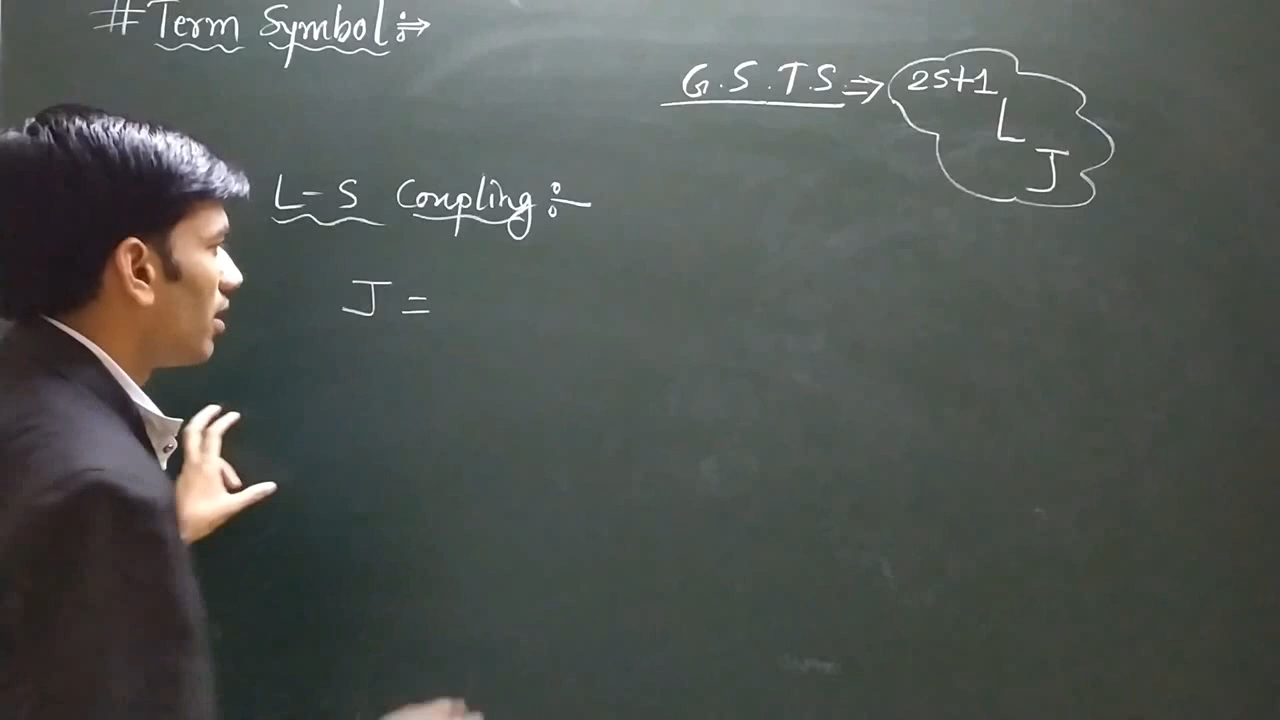 # Term Symbol :→
G.S.T.S. ⇒ 2S+1
L
J
L-S Coupling :-
J =